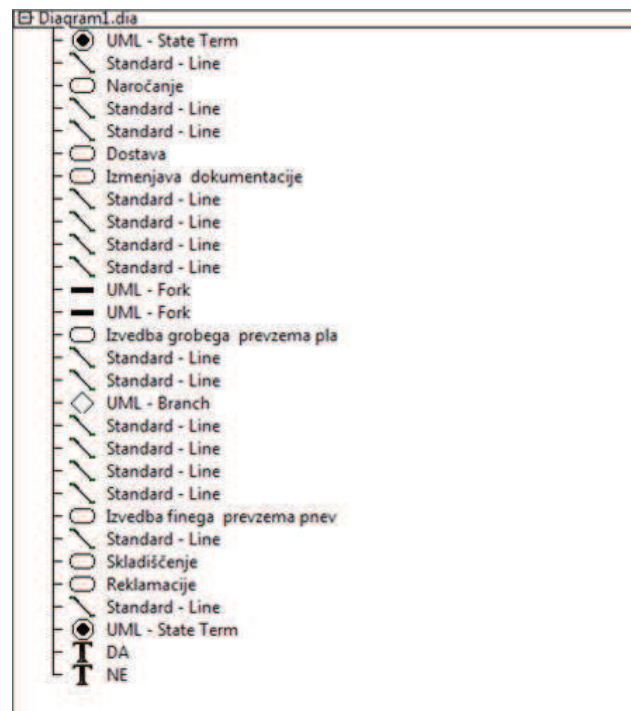 Diagram1.dia
UML - State Term
Standard - Line
Naročanje
Standard - Line
Standard - Line
Dostava
Izmenjava dokumentacije
Standard - Line
Standard - Line
Standard - Line
Standard - Line
UML - Fork
UML - Fork
Izvedba grobega prevzema pla
Standard - Line
Standard - Line
UML - Branch
Standard - Line
Standard - Line
Standard - Line
Standard - Line
Izvedba finega prevzema pnev
Standard - Line
Skladiščenje
Reklamacije
Standard - Line
UML - State Term
DA
NE